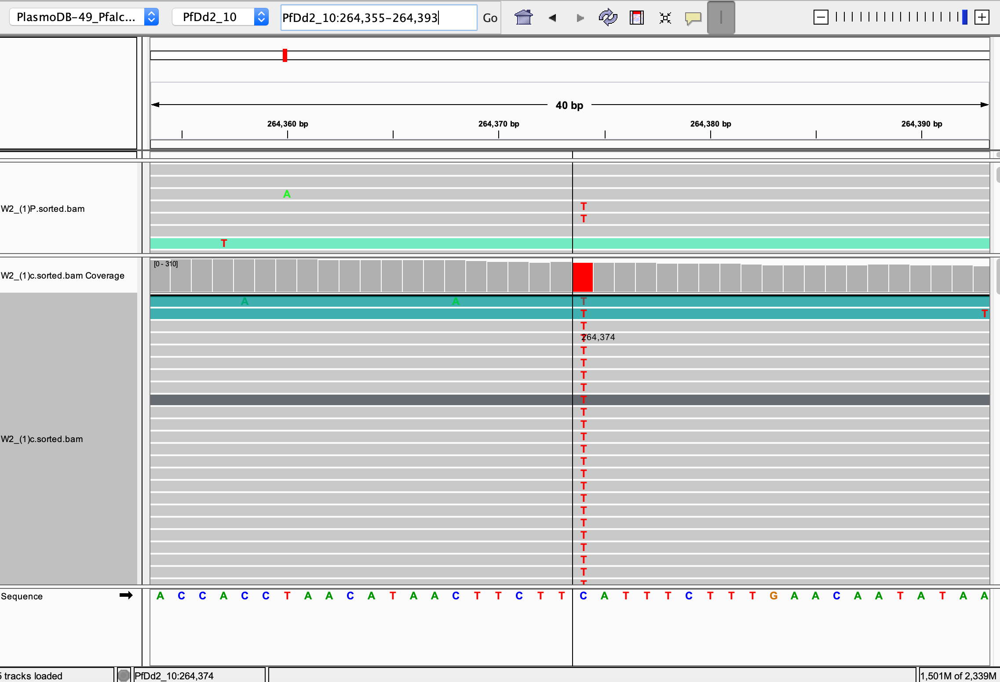 PlasmoDB-49_Pfalc... PfDd2_10 PfDd2_10:264,355-264,393 Go
40 bp
264,360 bp 264,370 bp 264,380 bp 264,390 bp
A
W2_(1)P.sorted.bam
T
T
T
[0 - 310]
W2_(1)c.sorted.bam Coverage
A A T
T T
T
T
264,374
T
T
T
T
T
T
T
T
W2_(1)c.sorted.bam
T
T
T
T
T
T
T
T
T
T
T
T
Sequence A C C A C C T A A C A T A A C T T C T T C A T T T C T T T G A A C A A T A T A A
tracks loaded PfDd2_10:264,374 1,501M of 2,339M